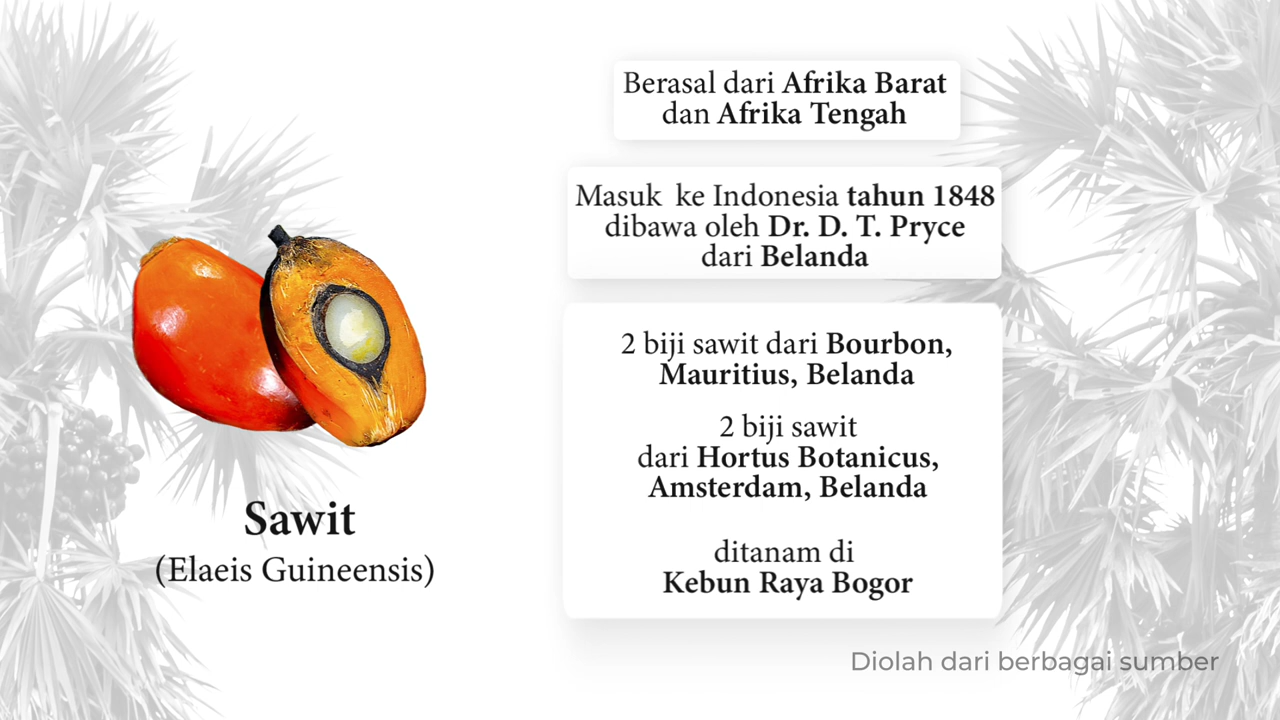 Berasal dari Afrika Barat
dan Afrika Tengah
Masuk ke Indonesia tahun 1848
dibawa oleh Dr. D. T. Pryce
dari Belanda
2 biji sawit dari Bourbon,
Mauritius, Belanda
2 biji sawit
dari Hortus Botanicus,
Amsterdam, Belanda
ditanam di
Kebun Raya Bogor
Sawit
(Elaeis Guineensis)
Diolah dari berbagai sumber